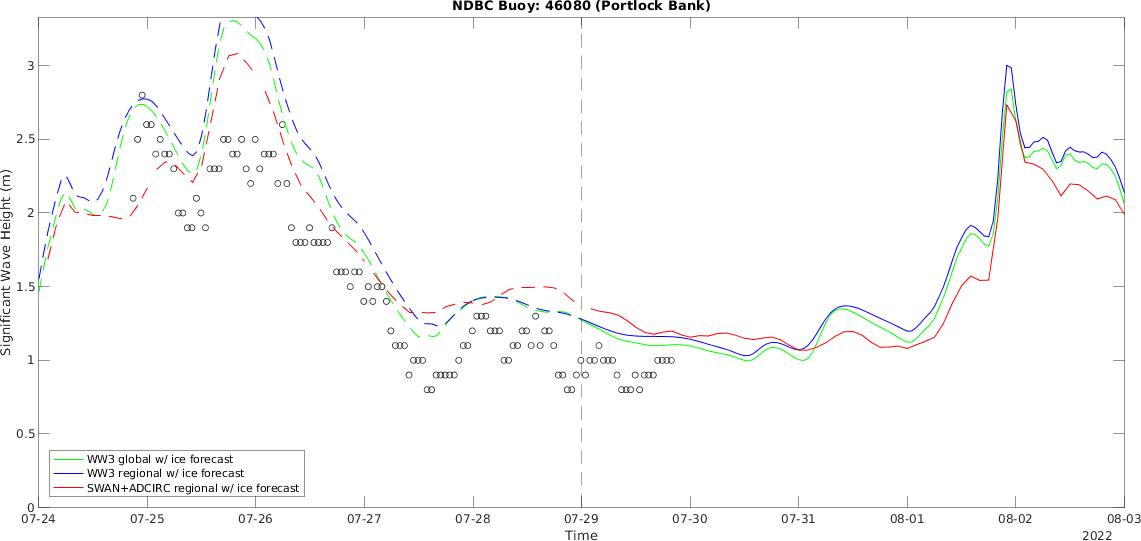 NDBC Buoy: 46080 (Portlock Bank)
3
2.5
2
1.5
1
0.5
0
Significant Wave Height (m)
WW3 global w/ ice forecast
WW3 regional w/ ice forecast
SWAN+ADCIRC regional w/ ice forecast
07-24 07-25 07-26 07-27 07-28 07-29 07-30 07-31 08-01 08-02 08-03
Time
2022